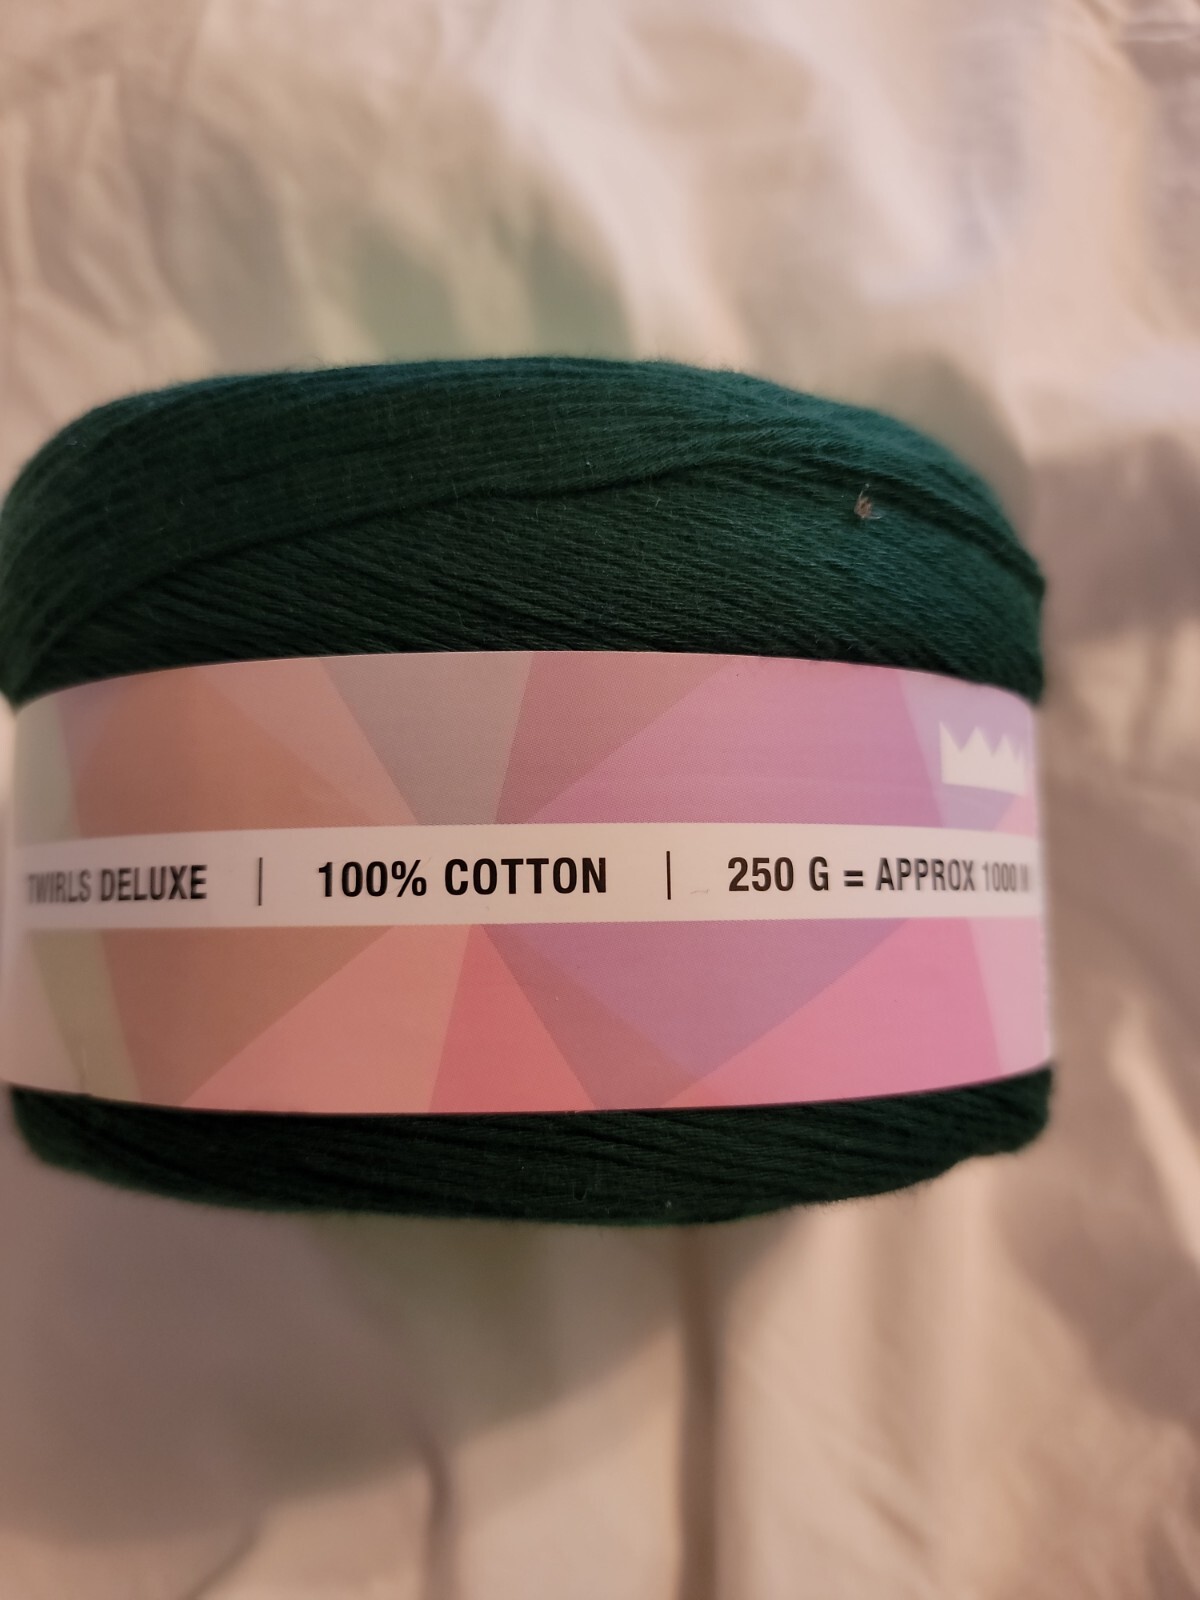 TWIRLS DELUXE | 100% COTTON | 250 G = APPROX 1000 M